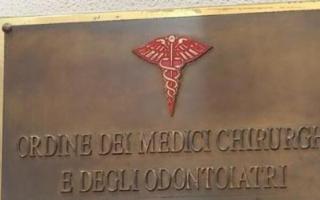 ORDINE DEI MEDICI CHIRURGH
E DEGLI ODONTOIATRI